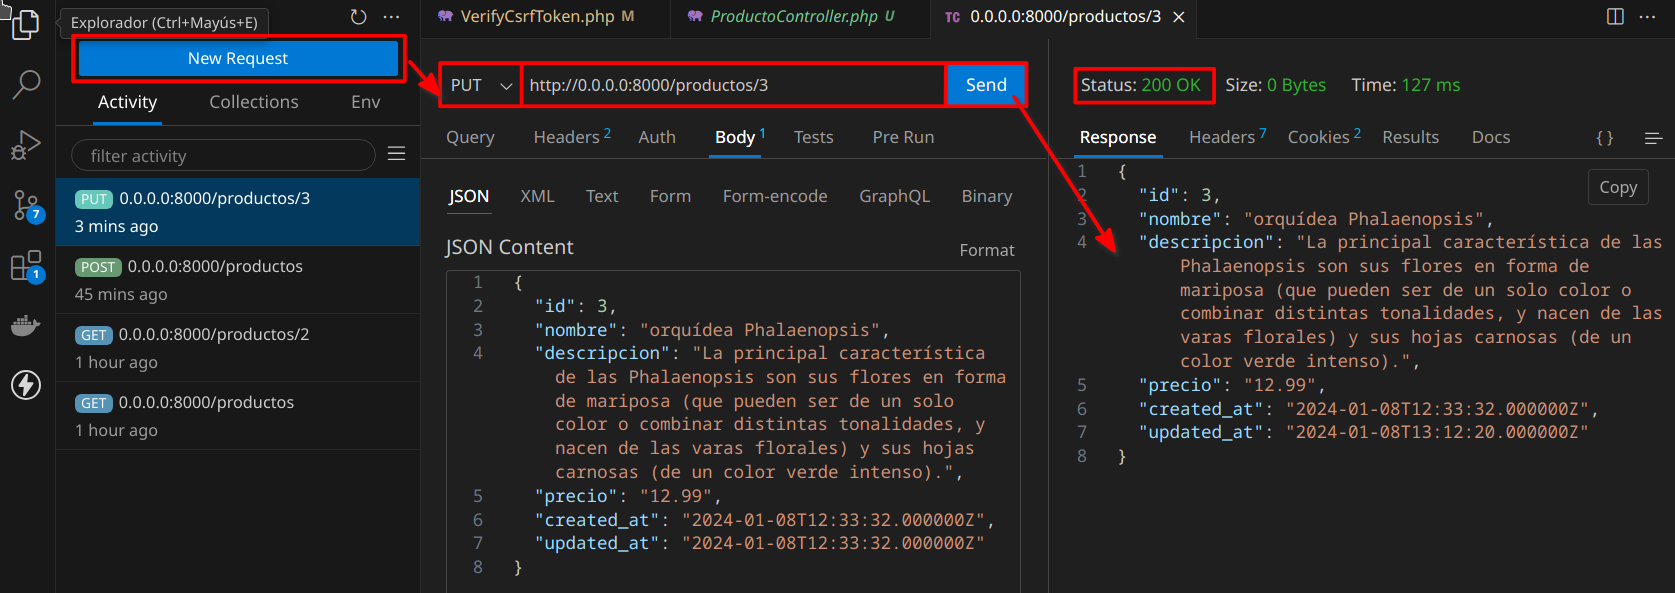 Explorador (Ctrl+Mayús+E)
New Request
Activity Collections Env
filter activity
PUT 0.0.0.0:8000/productos/3
3 mins ago
POST 0.0.0.0:8000/productos
45 mins ago
GET 0.0.0.0:8000/productos/2
1 hour ago
GET 0.0.0.0:8000/productos
1 hour ago
7
1
VerifyCsrfToken.php M
ProductoController.php U
TC 0.0.0.0:8000/productos/3
PUT http://0.0.0.0:8000/productos/3 Send
Query Headers 2 Auth Body 1 Tests Pre Run
JSON XML Text Form Form-encode GraphQL Binary
JSON Content
Format
1 {
2 "id": 3,
3 "nombre": "orquídea Phalaenopsis",
4 "descripcion": "La principal característica
de las Phalaenopsis son sus flores en forma
de mariposa (que pueden ser de un solo
color o combinar distintas tonalidades, y
nacen de las varas florales) y sus hojas
carnosas (de un color verde intenso).",
5 "precio": "12.99",
6 "created_at": "2024-01-08T12:33:32.000000Z",
7 "updated_at": "2024-01-08T12:33:32.000000Z"
8 }
Status: 200 OK Size: 0 Bytes Time: 127 ms
Response Headers 7 Cookies 2 Results Docs { }
Copy
1 {
2 "id": 3,
3 "nombre": "orquídea Phalaenopsis",
4 "descripcion": "La principal característica de las
Phalaenopsis son sus flores en forma de
mariposa (que pueden ser de un solo color o
combinar distintas tonalidades, y nacen de las
varas florales) y sus hojas carnosas (de un
color verde intenso).",
5 "precio": "12.99",
6 "created_at": "2024-01-08T12:33:32.000000Z",
7 "updated_at": "2024-01-08T13:12:20.000000Z"
8 }